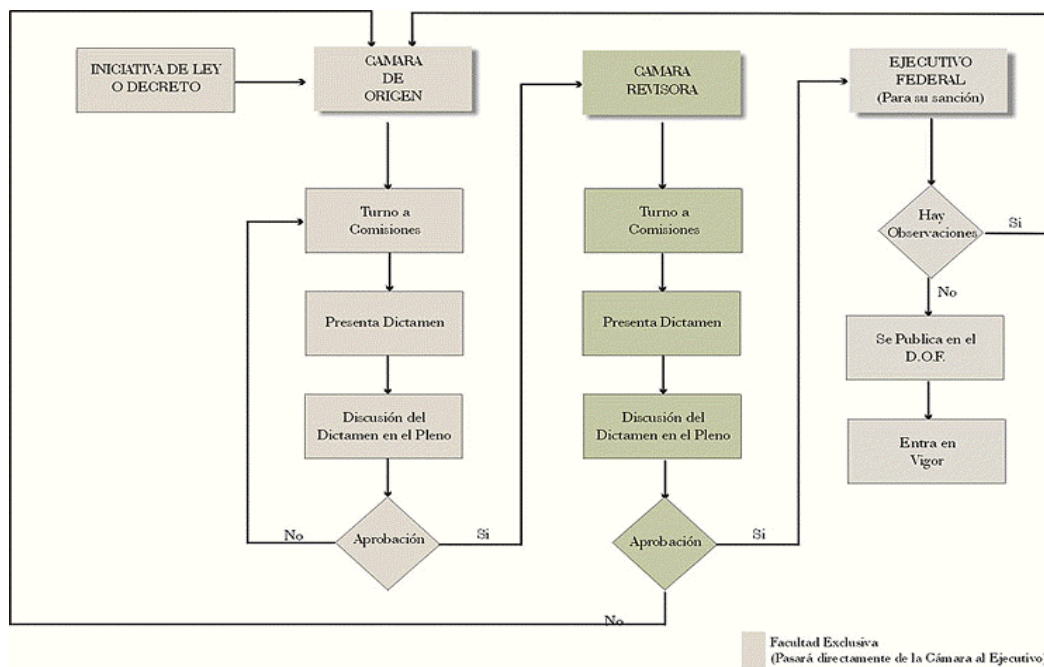 INICIATIVA DE LEY
O DECRETO
CAMARA
DE
ORIGEN
Turno a
Comisiones
Presenta Dictamen
Discusión del
Dictamen en el Pleno
Aprobación
No
Si
CAMARA
REVISORA
Turno a
Comisiones
Presenta Dictamen
Discusión del
Dictamen en el Pleno
Aprobación
No
Si
EJECUTIVO
FEDERAL
(Para su sanción)
Hay
Observaciones
Si
No
Se Publica en el
D.O.F.
Entra en
Vigor
Facultad Exclusiva
(Pasará directamente de la Cámara al Ejecutivo)